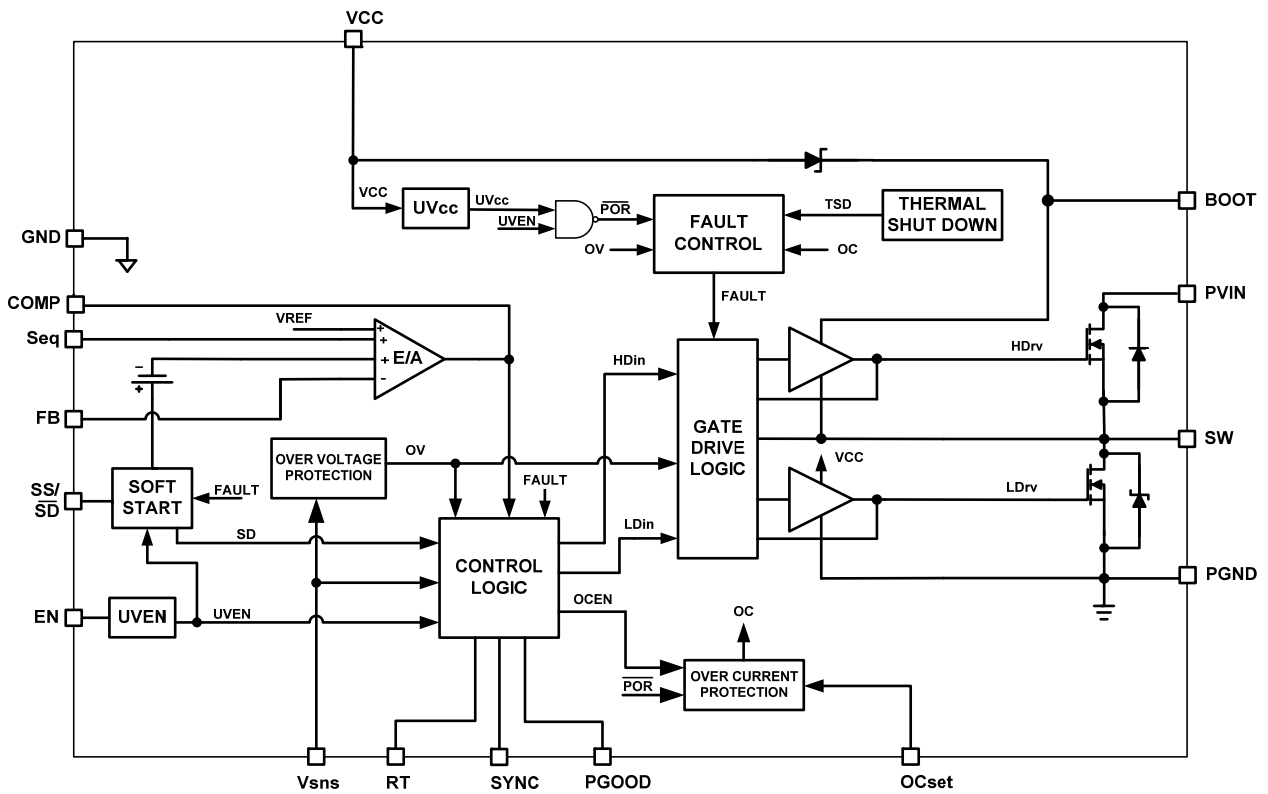 VCC
VCC
UVcc
UVcc
UVEN
POR
OV
FAULT
CONTROL
TSD
OC
THERMAL
SHUT DOWN
BOOT
GND
FAULT
PVIN
COMP
VREF
Seq
+
+
+
-
E/A
HDin
HDrv
−
+
FB
GATE
DRIVE
LOGIC
SW
OVER VOLTAGE
PROTECTION
OV
VCC
SS/
SD
SOFT
START
FAULT
FAULT
LDrv
SD
LDin
CONTROL
LOGIC
PGND
EN
UVEN
UVEN
OCEN
OC
POR
OVER CURRENT
PROTECTION
Vsns
RT
SYNC
PGOOD
OCset